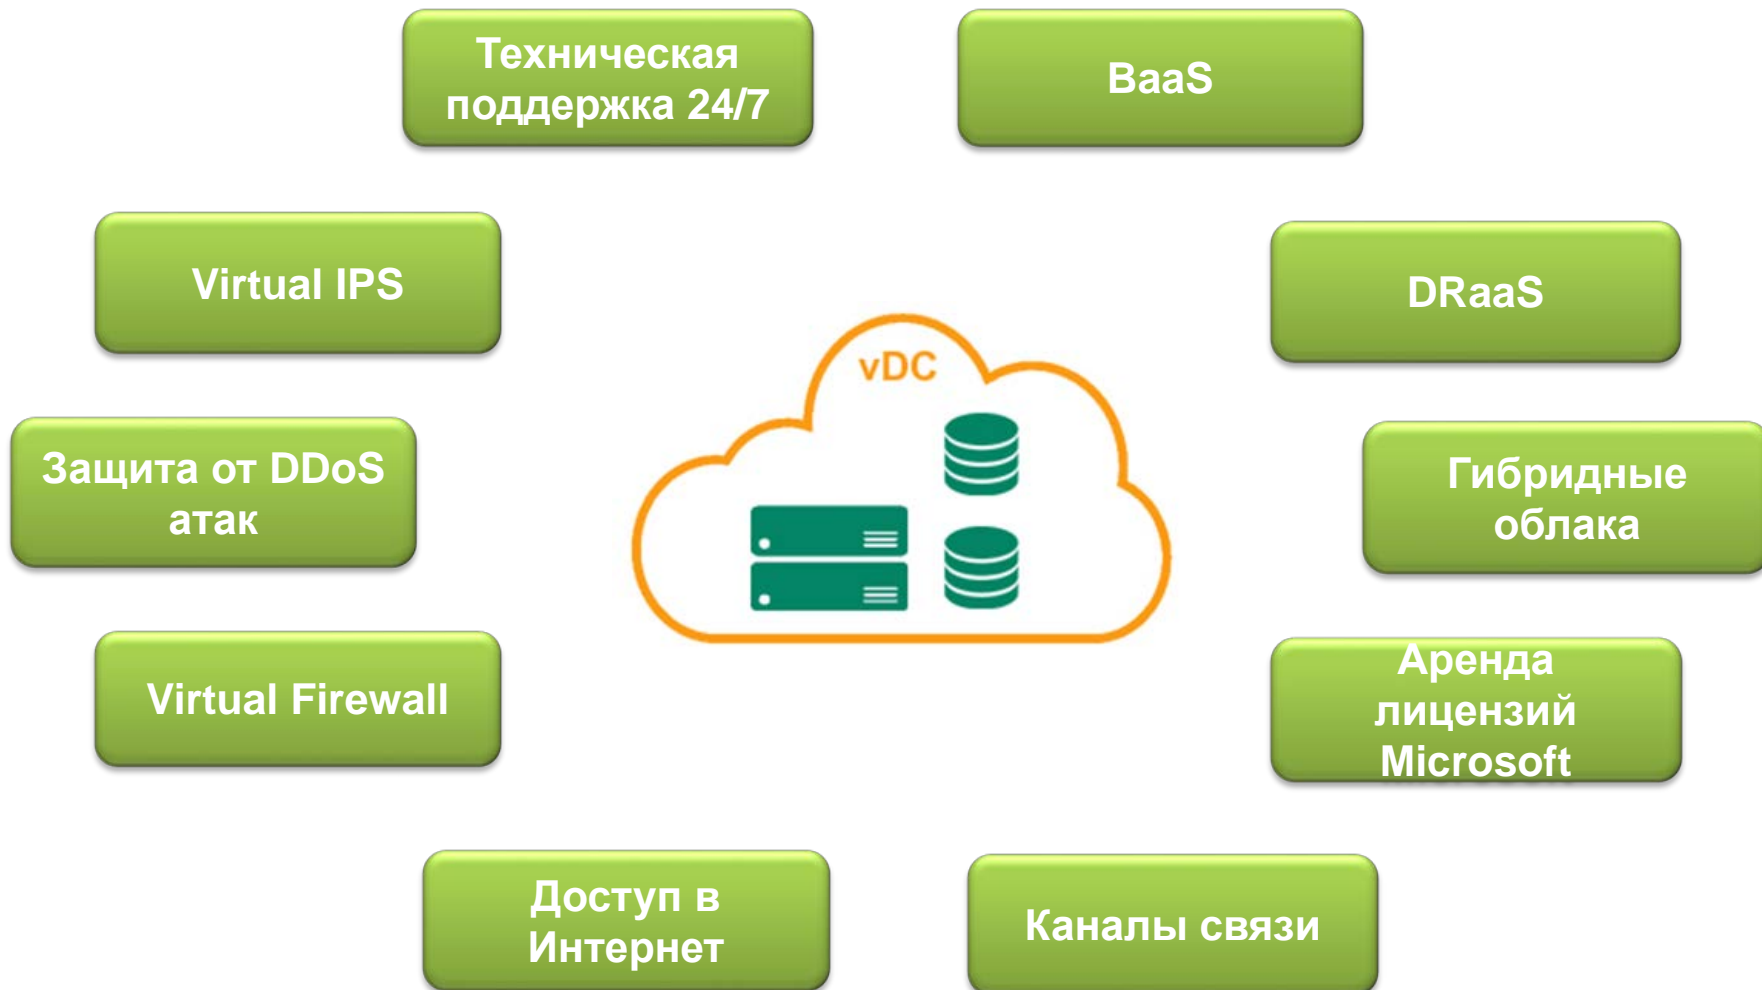 Техническая
поддержка 24/7
BaaS
Virtual IPS
DRaaS
vDC
Защита от DDoS
атак
Гибридные
облака
Virtual Firewall
Аренда
лицензий
Microsoft
Доступ в
Интернет
Каналы связи